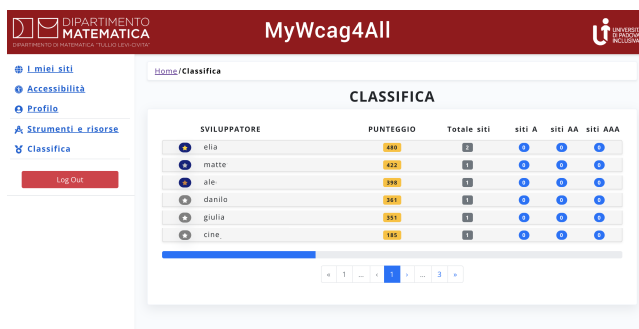 DIPARTIMENTO
MATEMATICA
DIPARTIMENTO DI MATEMATICA "TULLIO LEVI-CIVITA"
MyWcag4All
UNIVERSITÀ
DI PADOVA
INCLUSIVA
I miei siti
Accessibilità
Profilo
Strumenti e risorse
Classifica
Log Out
Home/Classifica
CLASSIFICA
SVILUPPATORE PUNTEGGIO Totale siti siti A siti AA siti AAA
elia 480 2 0 0 0
matte 422 1 0 0 0
ale 398 1 0 0 0
danilo 361 1 0 0 0
giulia 351 1 0 0 0
cine 185 1 0 0 0
« 1 ... ‹ 1 › ... 3 »